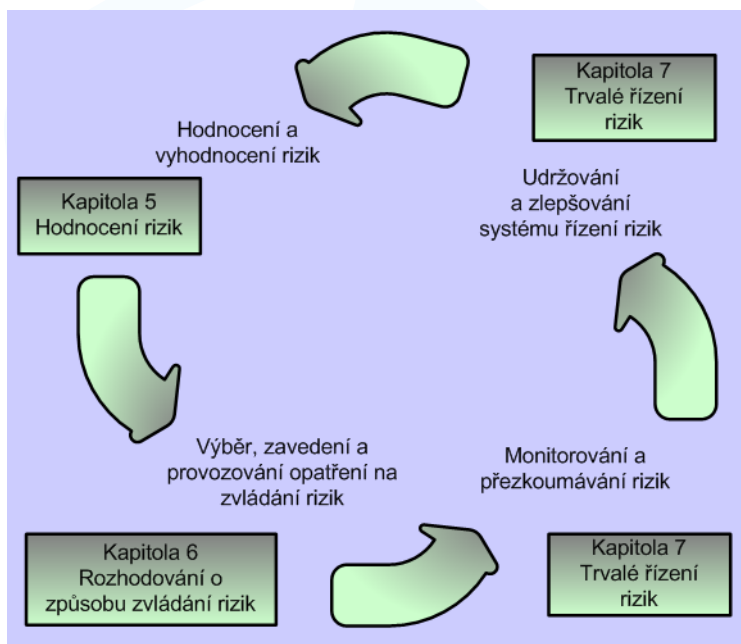 Kapitola 7
Trvalé řízení
rizik
Hodnocení a
vyhodnocení rizik
Udržování
a zlepšování
systému řízení rizik
Kapitola 5
Hodnocení rizik
Výběr, zavedení a
provozování opatření na
zvládání rizik
Monitorování a
přezkoumávání rizik
Kapitola 6
Rozhodování o
způsobu zvládání rizik
Kapitola 7
Trvalé řízení
rizik